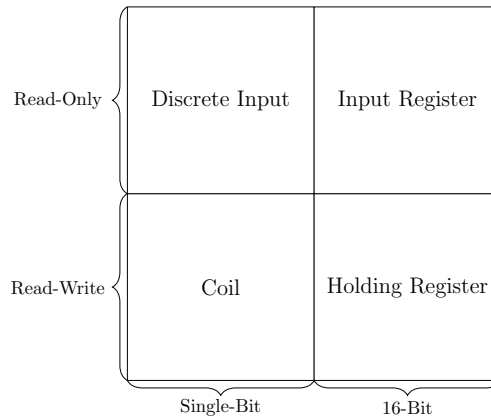 Read-Only
Discrete Input
Input Register
Read-Write
Coil
Holding Register
Single-Bit
16-Bit